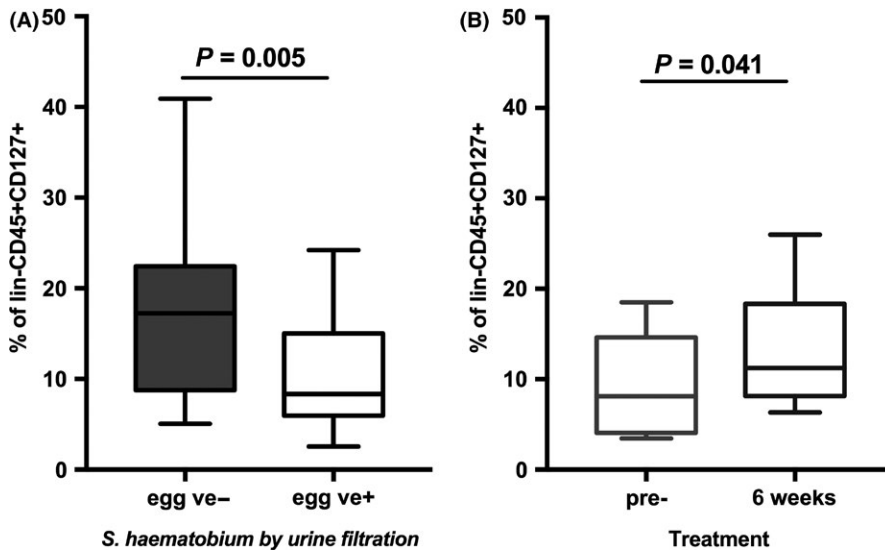 (A)
P = 0.005
% of lin-CD45+CD127+
50
40
30
20
10
0
egg ve–
egg ve+
S. haematobium by urine filtration
(B)
P = 0.041
% of lin-CD45+CD127+
50
40
30
20
10
0
pre-
6 weeks
Treatment